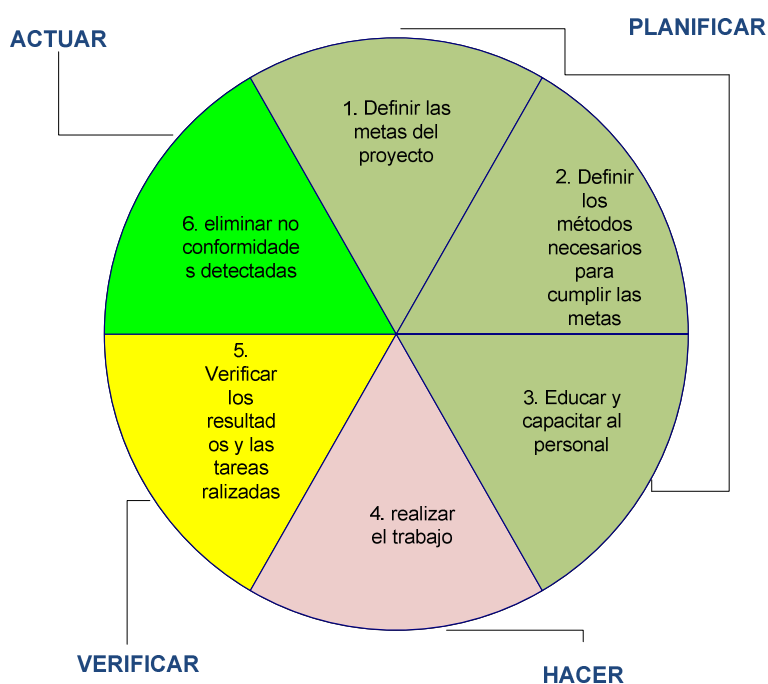 ACTUAR
PLANIFICAR
1. Definir las
metas del
proyecto
2. Definir
los
métodos
necesarios
para
cumplir las
metas
3. Educar y
capacitar al
personal
4. realizar
el trabajo
5.
Verificar
los
resultad
os y las
tareas
ralizadas
6. eliminar no
conformidade
s detectadas
VERIFICAR
HACER